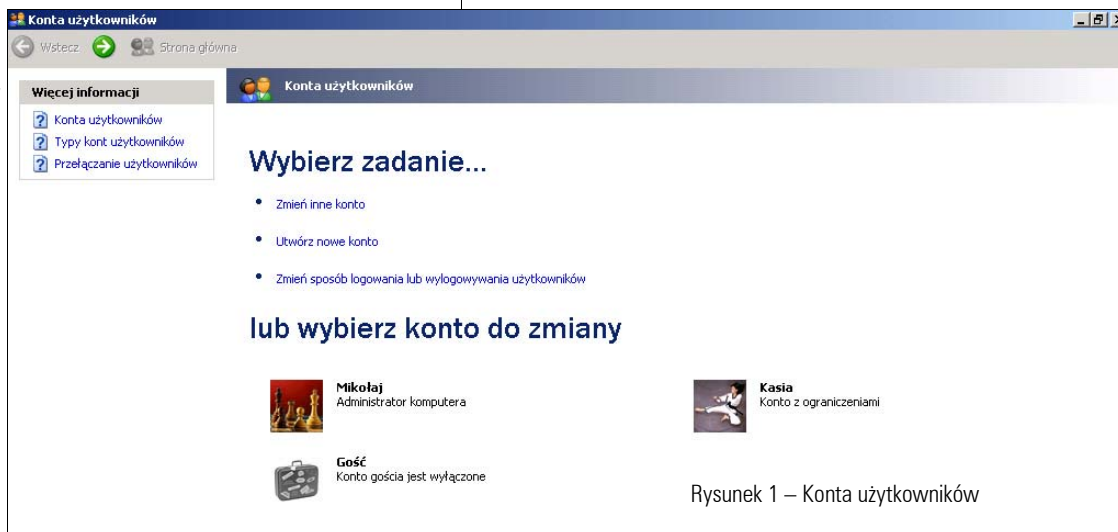 Konta użytkowników
Wstecz Strona główna
Więcej informacji
Konta użytkowników
Typy kont użytkowników
Przełączanie użytkowników
Konta użytkowników
Wybierz zadanie...
• Zmień inne konto
• Utwórz nowe konto
• Zmień sposób logowania lub wylogowywania użytkowników
lub wybierz konto do zmiany
Mikołaj
Administrator komputera
Kasia
Konto z ograniczeniami
Gość
Konto gościa jest wyłączone
Rysunek 1 – Konta użytkowników